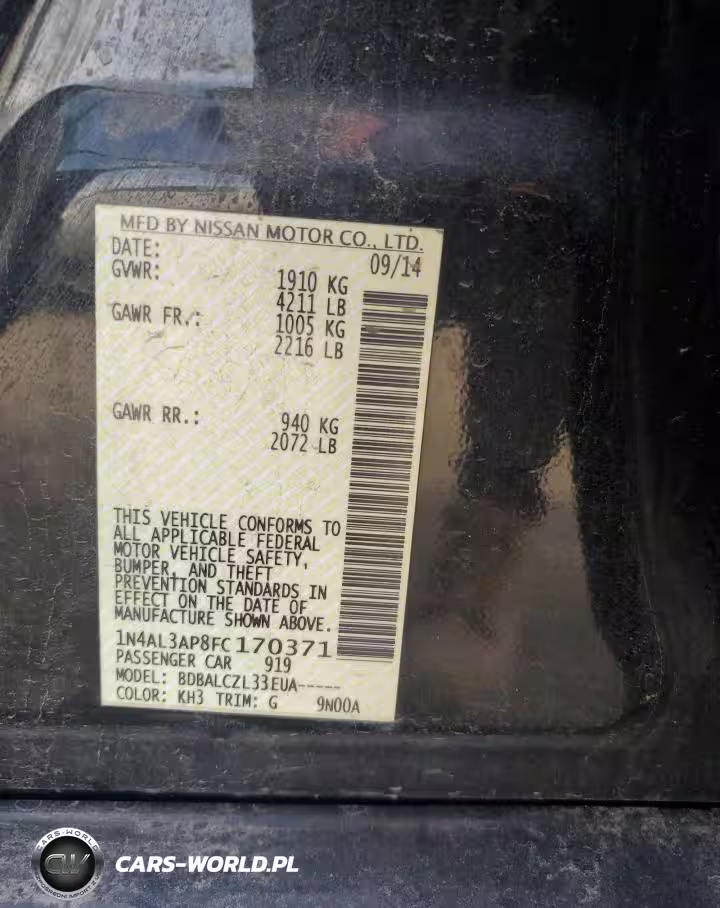 MFD BY NISSAN MOTOR CO., LTD.
DATE: 09/14
GVWR: 1910 KG
4211 LB
GAWR FR.: 1005 KG
2216 LB
GAWR RR.: 940 KG
2072 LB
THIS VEHICLE CONFORMS TO
ALL APPLICABLE FEDERAL
MOTOR VEHICLE SAFETY,
BUMPER, AND THEFT
PREVENTION STANDARDS IN
EFFECT ON THE DATE OF
MANUFACTURE SHOWN ABOVE.
1N4AL3AP8FC170371
PASSENGER CAR 919
MODEL: BDBALCZL33EUA-----
COLOR: KH3 TRIM: G 9N00A
CARS-WORLD
CW
CARS-WORLD.PL